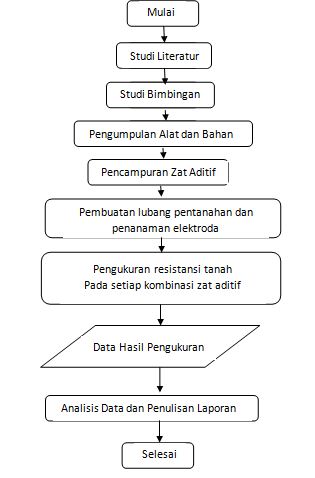 Mulai
Studi Literatur
Studi Bimbingan
Pengumpulan Alat dan Bahan
Pencampuran Zat Aditif
Pembuatan lubang pentanahan dan
penanaman elektroda
Pengukuran resistansi tanah
Pada setiap kombinasi zat aditif
Data Hasil Pengukuran
Analisis Data dan Penulisan Laporan
Selesai